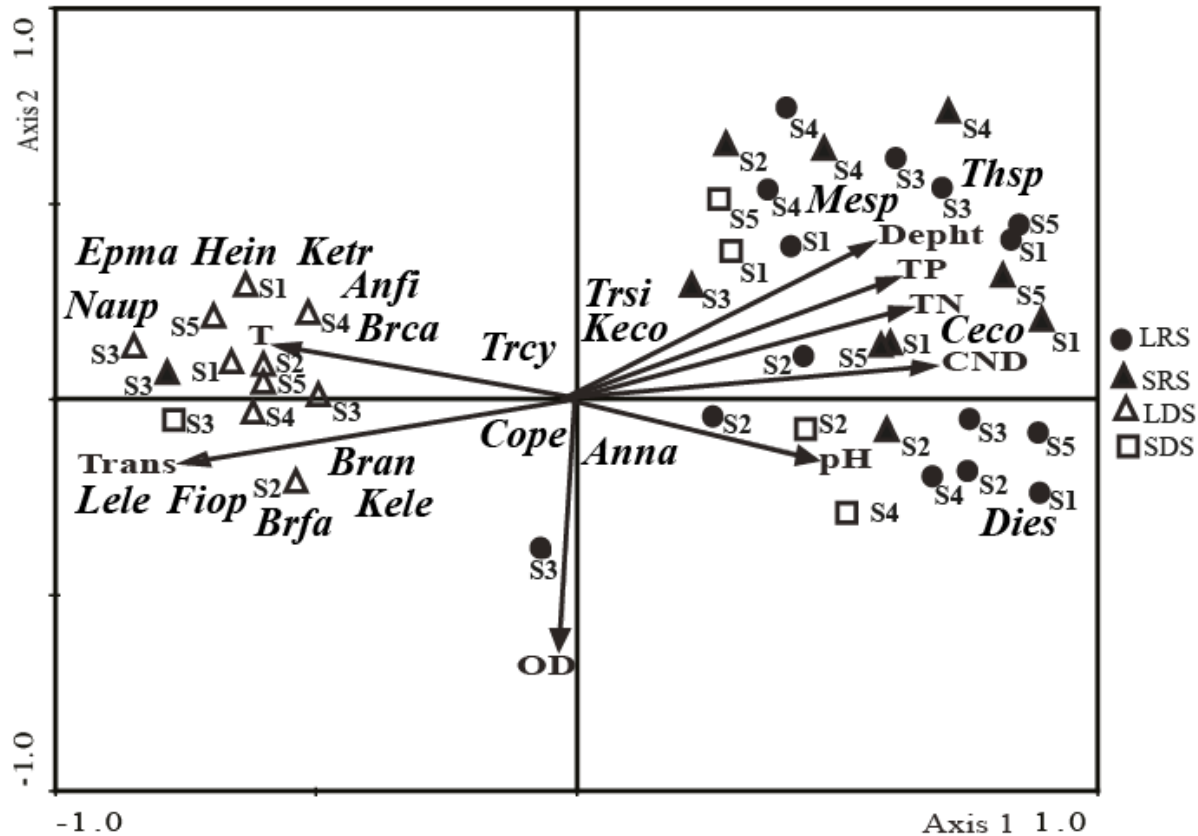 1.0
Axis 2
S4
S4
S2
S4
S3
Thsp
S4
Mesp
S3
S5
S5
S1
Depht
S1
S1
Epma Hein Ketr
TP
S1
Anfi
Trsi
S3
S5
Naup
TN
S5
S4
Brca
Keco
Ceco
S1
T
Trcy
S5
S1
LRS
S3
S2
S2
CND
S3
S1
S5
SRS
S3
LDS
S3
S4
Cope
S2
S2
S2
S3
S5
SDS
Trans
Bran
Anna
pH
S2
Lele Fiop
Kele
S4
S2
S1
Brfa
S4
Dies
S3
OD
-1.0
-1.0
Axis 1 1.0